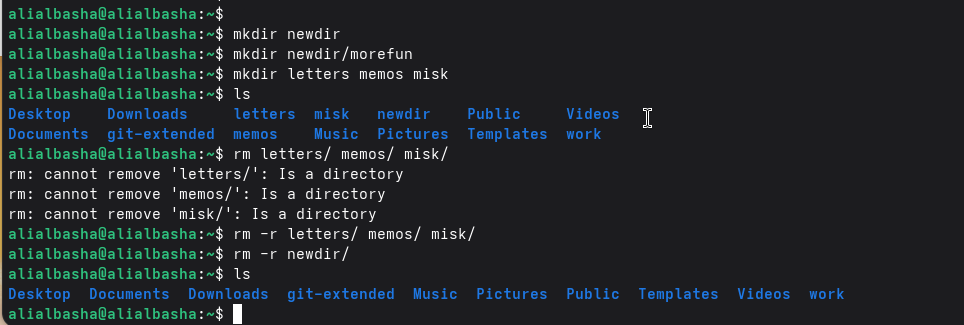 alialbasha@alialbasha:~$
alialbasha@alialbasha:~$ mkdir newdir
alialbasha@alialbasha:~$ mkdir newdir/morefun
alialbasha@alialbasha:~$ mkdir letters memos misk
alialbasha@alialbasha:~$ ls
Desktop    Downloads     letters  misk   newdir    Public     Videos
Documents  git-extended  memos    Music  Pictures  Templates  work
alialbasha@alialbasha:~$ rm letters/ memos/ misk/
rm: cannot remove 'letters/': Is a directory
rm: cannot remove 'memos/': Is a directory
rm: cannot remove 'misk/': Is a directory
alialbasha@alialbasha:~$ rm -r letters/ memos/ misk/
alialbasha@alialbasha:~$ rm -r newdir/
alialbasha@alialbasha:~$ ls
Desktop  Documents  Downloads  git-extended  Music  Pictures  Public  Templates  Videos  work
alialbasha@alialbasha:~$